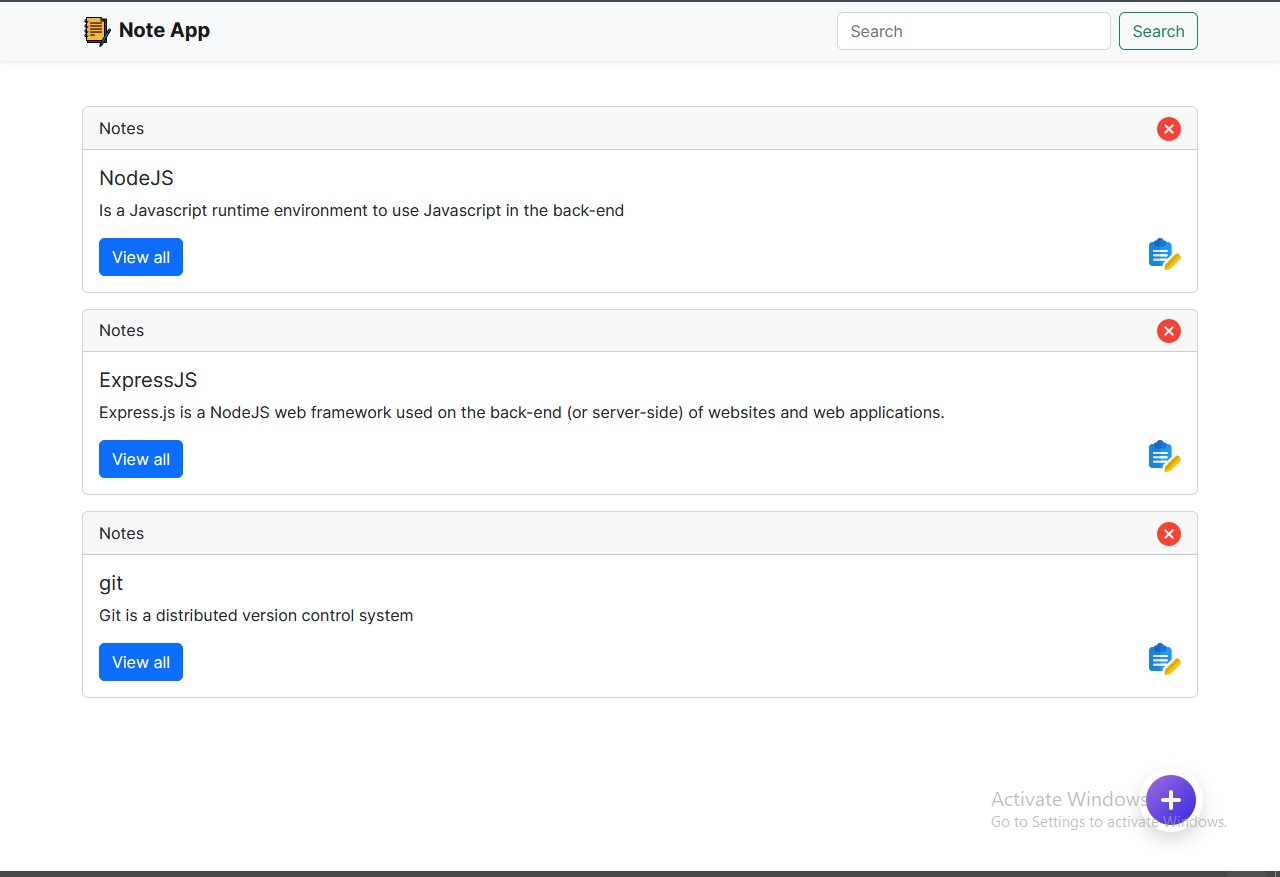 Note App
Search
Search
Notes
NodeJS
Is a Javascript runtime environment to use Javascript in the back-end
View all
Notes
ExpressJS
Express.js is a NodeJS web framework used on the back-end (or server-side) of websites and web applications.
View all
Notes
git
Git is a distributed version control system
View all
Activate Windows
Go to Settings to activate Windows.